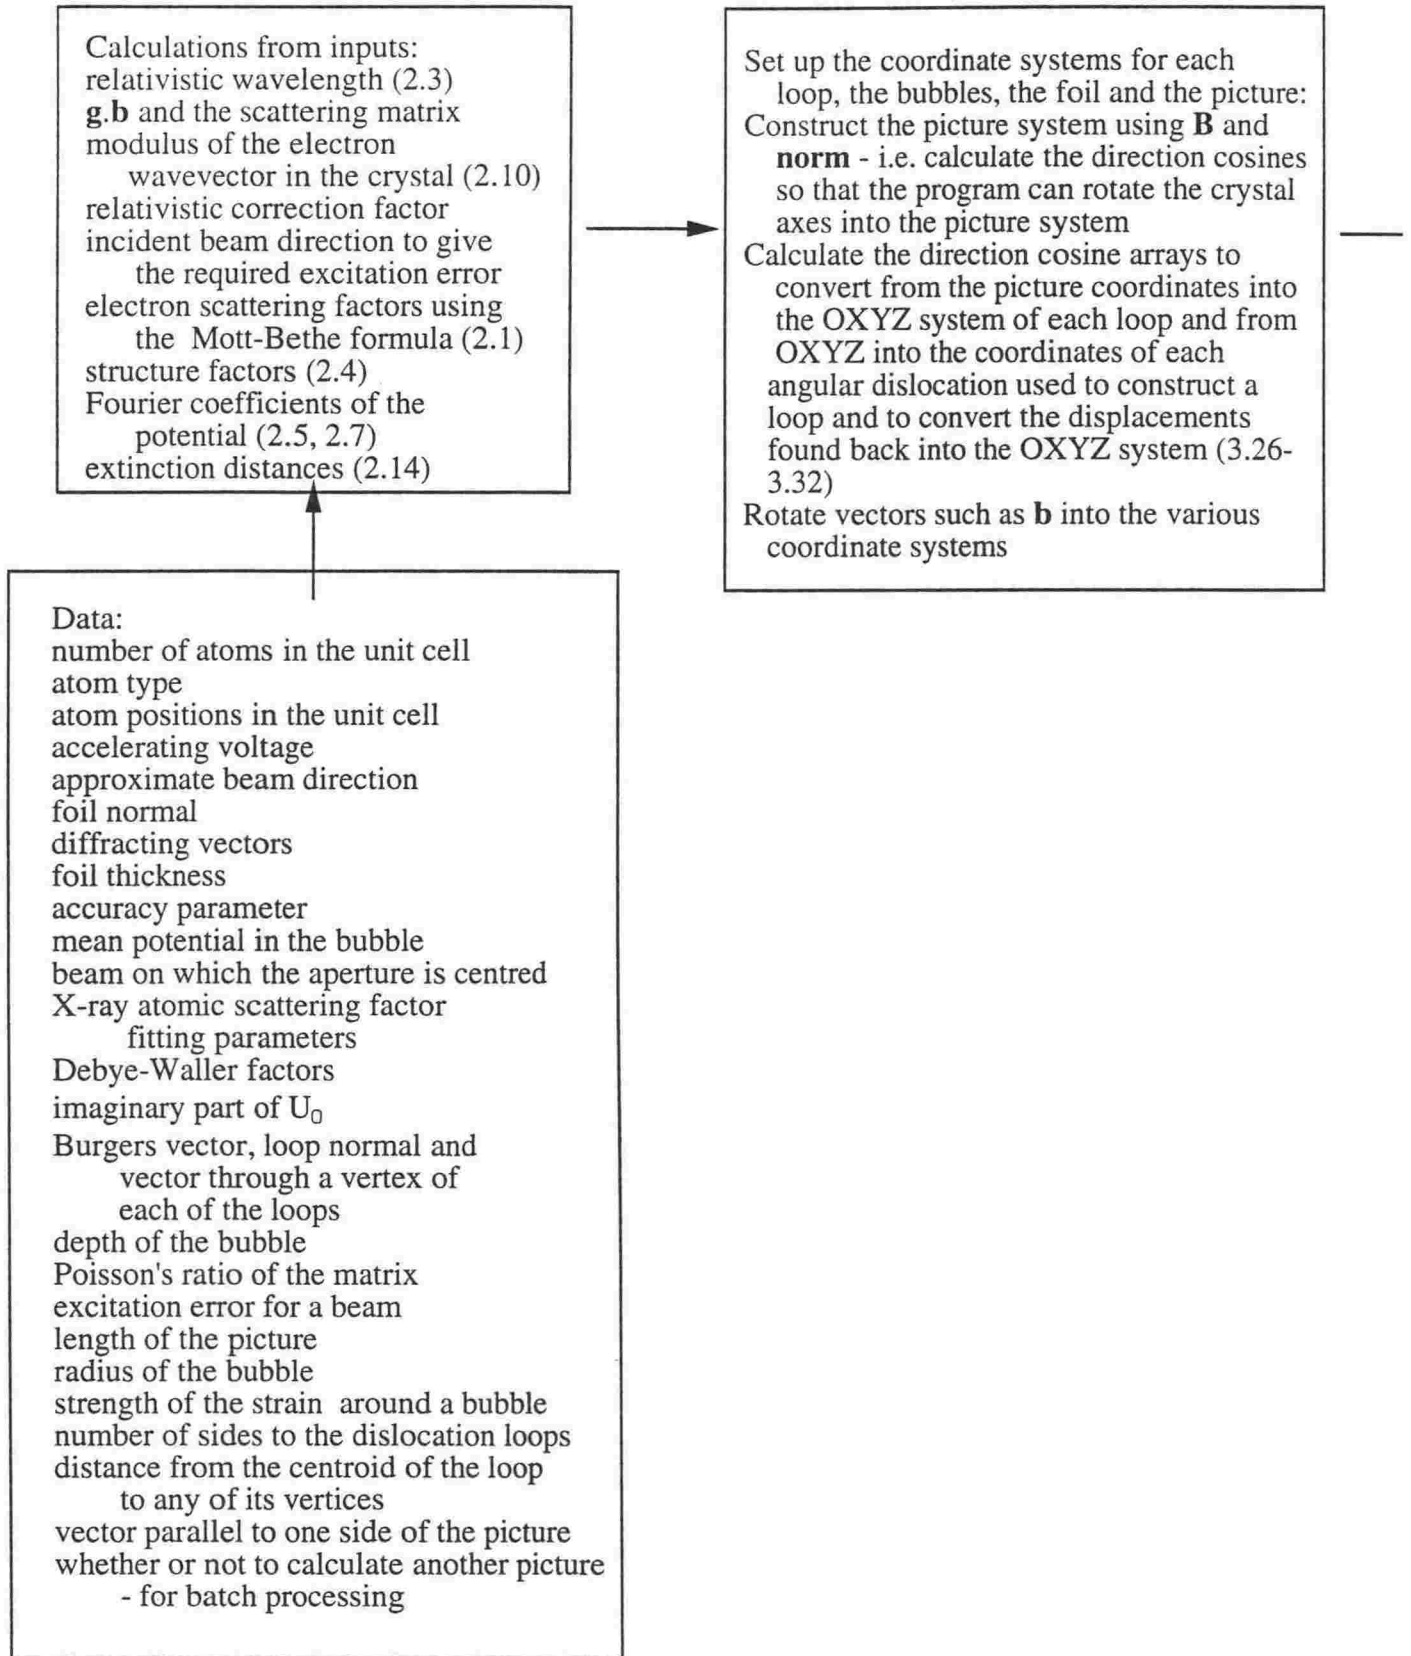 Calculations from inputs:
relativistic wavelength (2.3)
g.b and the scattering matrix
modulus of the electron
wavevector in the crystal (2.10)
relativistic correction factor
incident beam direction to give
the required excitation error
electron scattering factors using
the Mott-Bethe formula (2.1)
structure factors (2.4)
Fourier coefficients of the
potential (2.5, 2.7)
extinction distances (2.14)
Set up the coordinate systems for each
loop, the bubbles, the foil and the picture:
Construct the picture system using B and
norm - i.e. calculate the direction cosines
so that the program can rotate the crystal
axes into the picture system
Calculate the direction cosine arrays to
convert from the picture coordinates into
the OXYZ system of each loop and from
OXYZ into the coordinates of each
angular dislocation used to construct a
loop and to convert the displacements
found back into the OXYZ system (3.26-
3.32)
Rotate vectors such as b into the various
coordinate systems
Data:
number of atoms in the unit cell
atom type
atom positions in the unit cell
accelerating voltage
approximate beam direction
foil normal
diffracting vectors
foil thickness
accuracy parameter
mean potential in the bubble
beam on which the aperture is centred
X-ray atomic scattering factor
fitting parameters
Debye-Waller factors
imaginary part of U₀
Burgers vector, loop normal and
vector through a vertex of
each of the loops
depth of the bubble
Poisson's ratio of the matrix
excitation error for a beam
length of the picture
radius of the bubble
strength of the strain around a bubble
number of sides to the dislocation loops
distance from the centroid of the loop
to any of its vertices
vector parallel to one side of the picture
whether or not to calculate another picture
- for batch processing